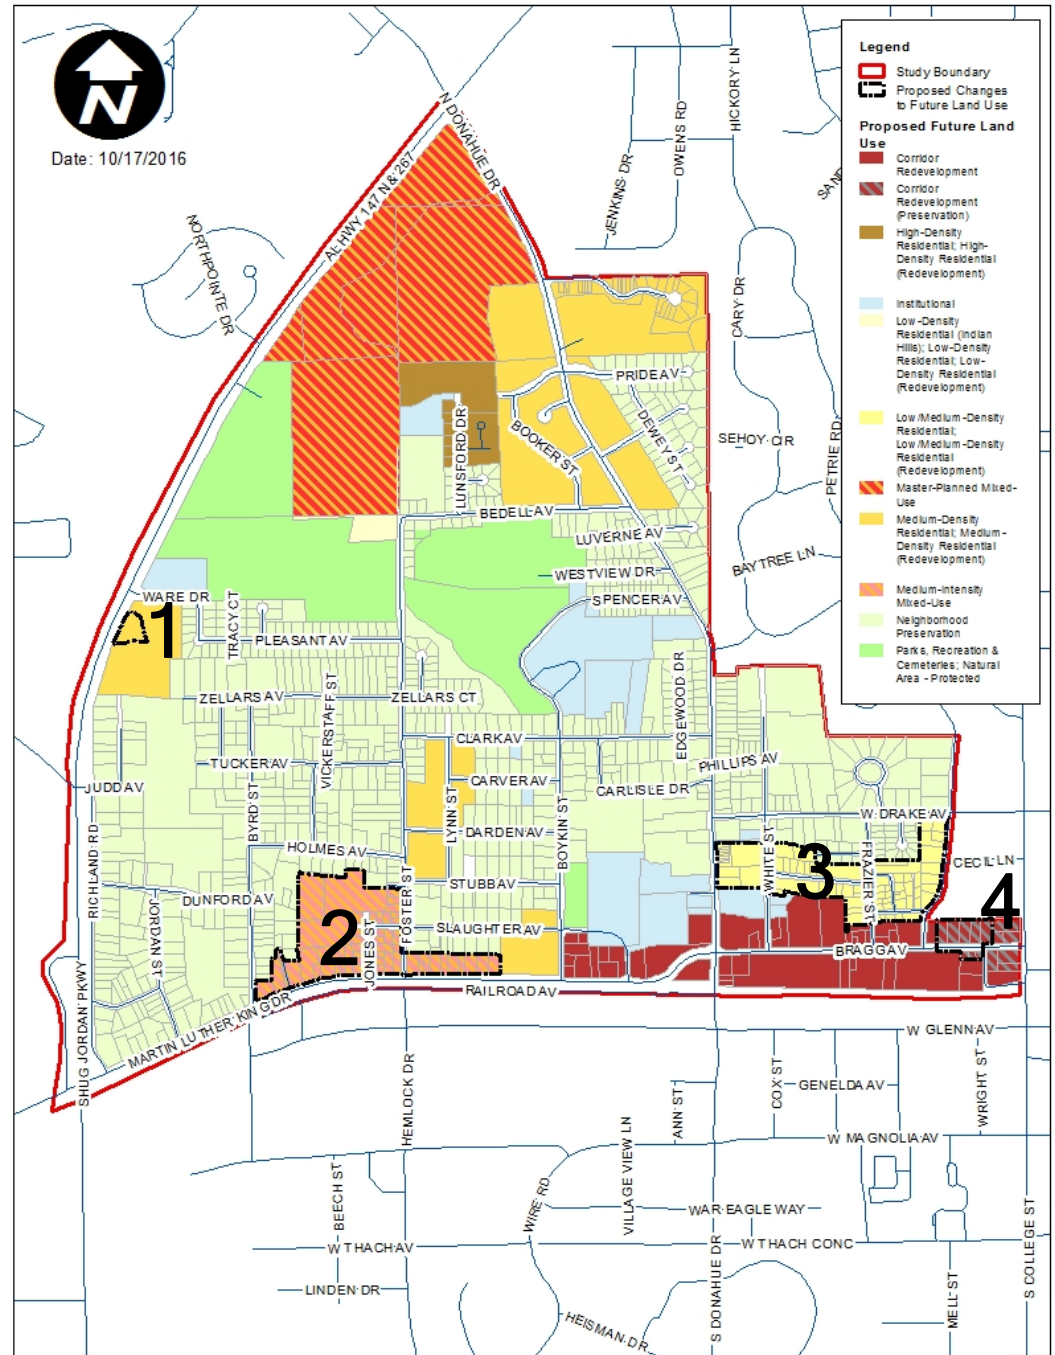 N
Date: 10/17/2016
Legend
Study Boundary
Proposed Changes
to Future Land Use
Proposed Future Land
Use
Corridor
Redevelopment
Corridor
Redevelopment
(Preservation)
High-Density
Residential; High-
Density Residential
(Redevelopment)
Institutional
Low-Density
Residential (Indian
Hills); Low-Density
Residential; Low-
Density Residential
(Redevelopment)
Low/Medium-Density
Residential;
Low/Medium-Density
Residential
(Redevelopment)
Master-Planned Mixed-
Use
Medium-Density
Residential; Medium-
Density Residential
(Redevelopment)
Medium-Intensity
Mixed-Use
Neighborhood
Preservation
Parks, Recreation &
Cemeteries; Natural
Area - Protected
N DONAHUE DR
AL HWY 147 N & 267
NORTHPOINTE DR
JENKINS DR
OWENS RD
HICKORY LN
SAND
CARY DR
PRIDE AV
DEWEY ST
BOOKER ST
LUNSFORD DR
SEHOY CIR
PETRIE RD
BEDELL AV
LUVERNE AV
WESTVIEW DR
BAYTREE LN
SPENCER AV
WARE DR
1
TRACY CT
PLEASANT AV
ZELLARS AV
ZELLARS CT
VICKERSTAFF ST
EDGEWOOD DR
CLARK AV
PHILLIPS AV
TUCKER AV
CARVER AV
CARLISLE DR
JUDD AV
BYRD ST
LYNN ST
BOYKIN ST
W DRAKE AV
DARDEN AV
HOLMES AV
WHITE ST
3
FRAZIER ST
CECIL LN
RICHLAND RD
DUNFORD AV
JORDAN ST
STUBB AV
FOSTER ST
2
JONES ST
SLAUGHTER AV
4
BRAGG AV
RAILROAD AV
MARTIN LUTHER KING DR
SHUG JORDAN PKWY
W GLENN AV
HEMLOCK DR
ANN ST
COX ST
GENELDA AV
WRIGHT ST
W MAGNOLIA AV
VILLAGE VIEW LN
BEECH ST
WIRE RD
WAR EAGLE WAY
W THACH AV
W THACH CONC
LINDEN DR
S DONAHUE DR
HEISMAN DR
MELL ST
S COLLEGE ST